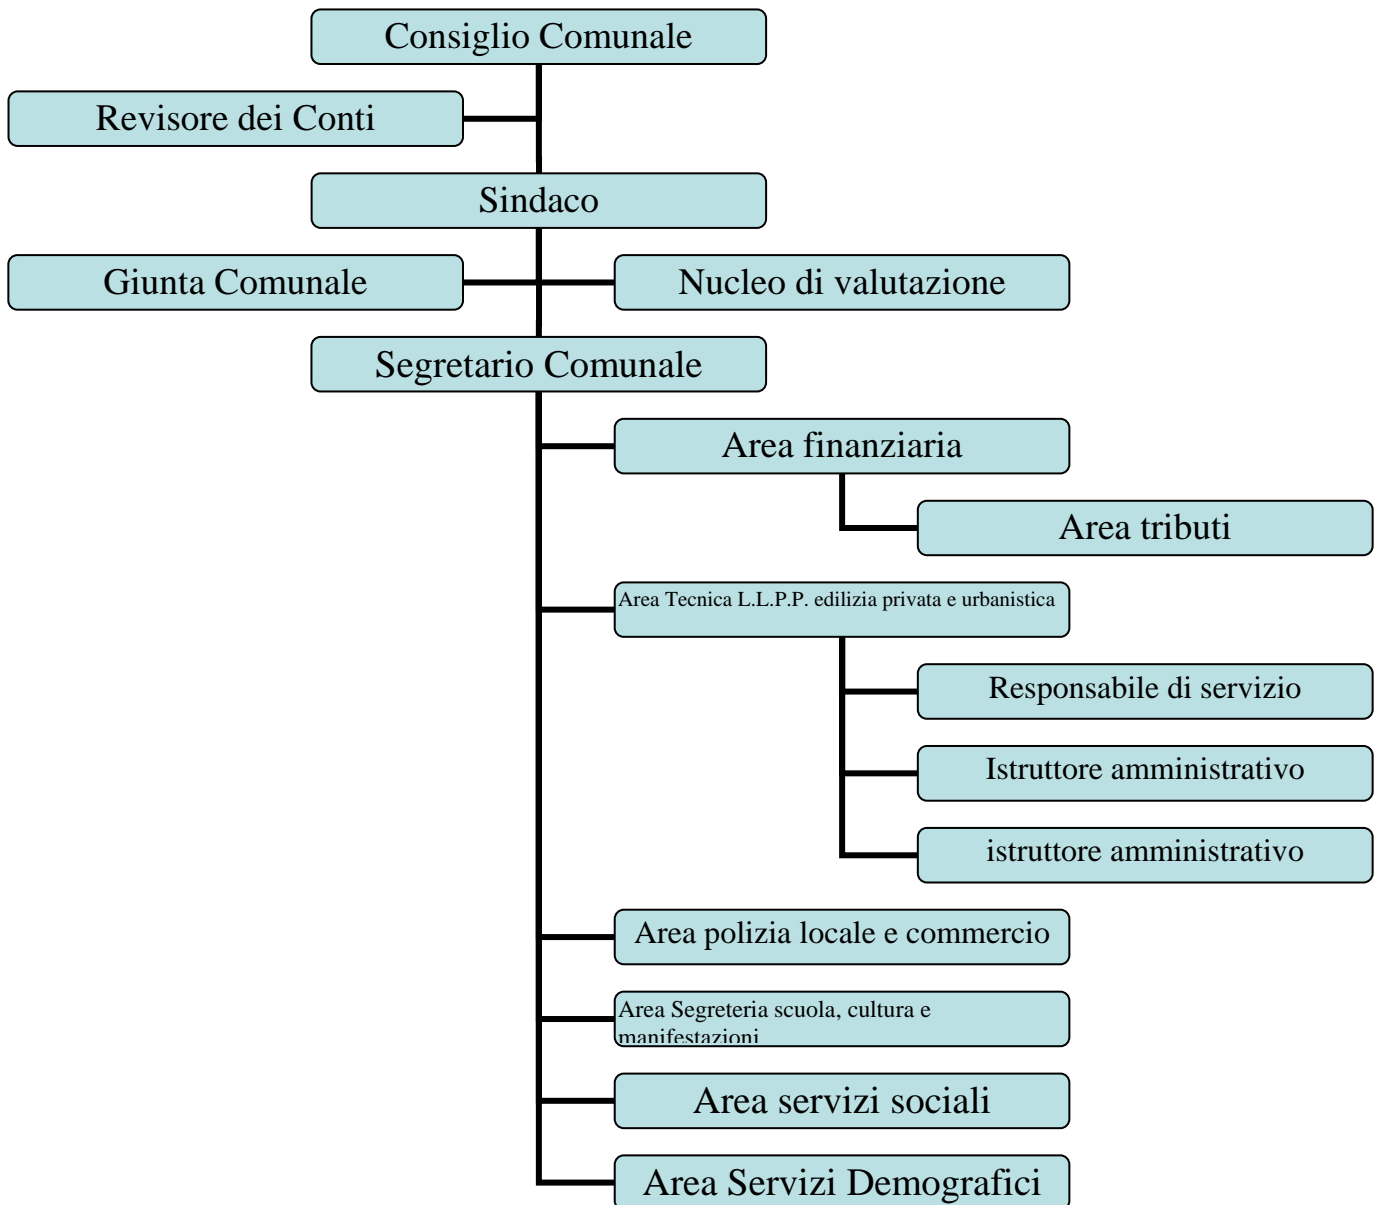 Consiglio Comunale
Revisore dei Conti
Sindaco
Giunta Comunale
Nucleo di valutazione
Segretario Comunale
Area finanziaria
Area tributi
Area Tecnica L.L.P.P. edilizia privata e urbanistica
Responsabile di servizio
Istruttore amministrativo
istruttore amministrativo
Area polizia locale e commercio
Area Segreteria scuola, cultura e
manifestazioni
Area servizi sociali
Area Servizi Demografici